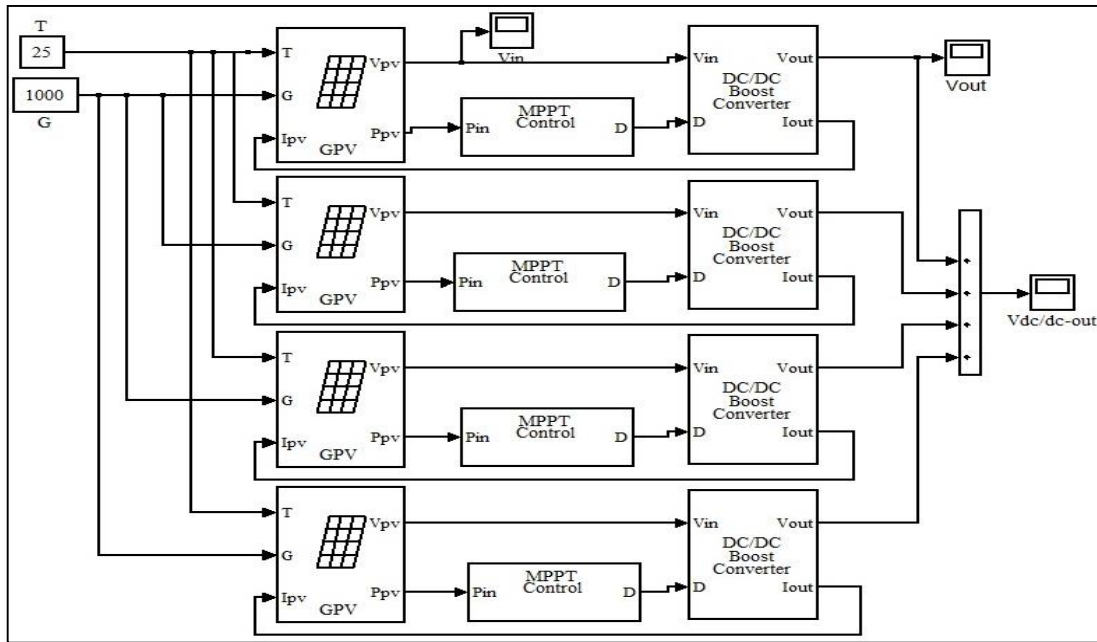 T
25
1000
G
T
G
Ipv
Vpv
Ppv
GPV
Vin
Pin
MPPT
Control
D
Vin
D
DC/DC
Boost
Converter
Vout
Iout
Vout
T
G
Ipv
Vpv
Ppv
GPV
Pin
MPPT
Control
D
Vin
D
DC/DC
Boost
Converter
Vout
Iout
Vdc/dc-out
T
G
Ipv
Vpv
Ppv
GPV
Pin
MPPT
Control
D
Vin
D
DC/DC
Boost
Converter
Vout
Iout
T
G
Ipv
Vpv
Ppv
GPV
Pin
MPPT
Control
D
Vin
D
DC/DC
Boost
Converter
Vout
Iout